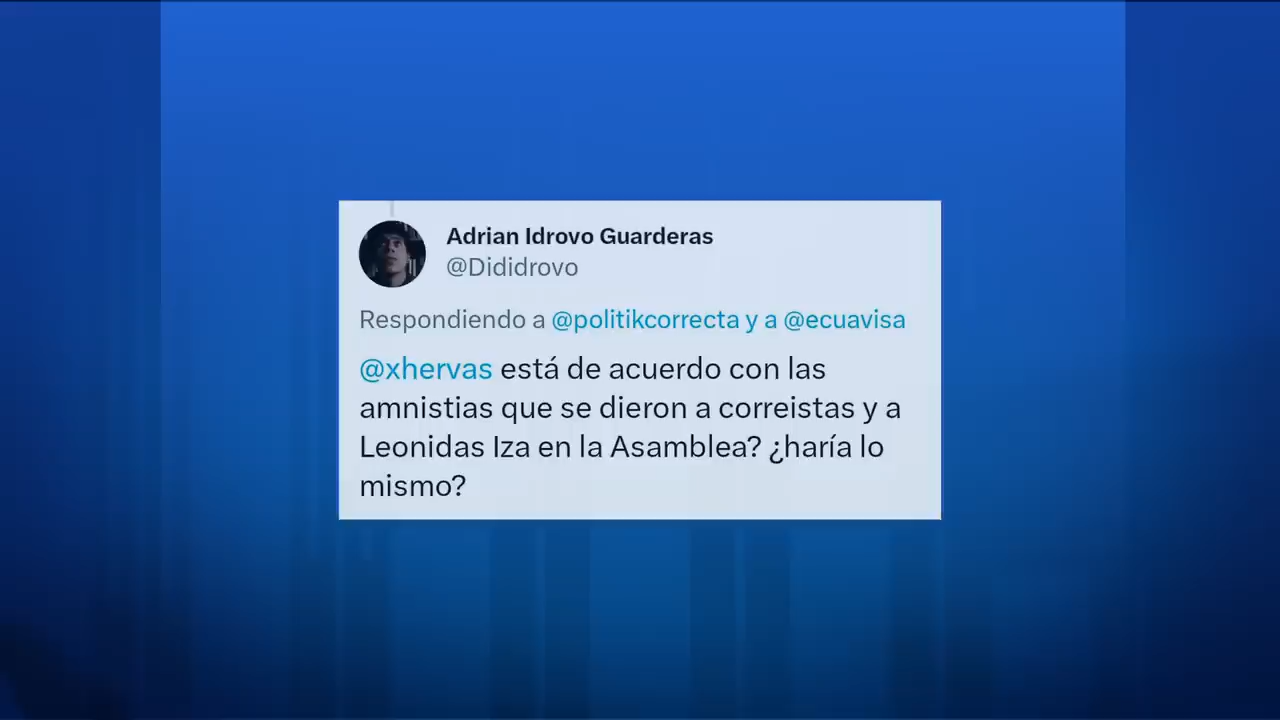 Adrian Idrovo Guarderas
@Dididrovo
Respondiendo a @politikcorrecta y a @ecuavisa
@xhervas está de acuerdo con las
amnistias que se dieron a correistas y a
Leonidas Iza en la Asamblea? ¿haría lo
mismo?